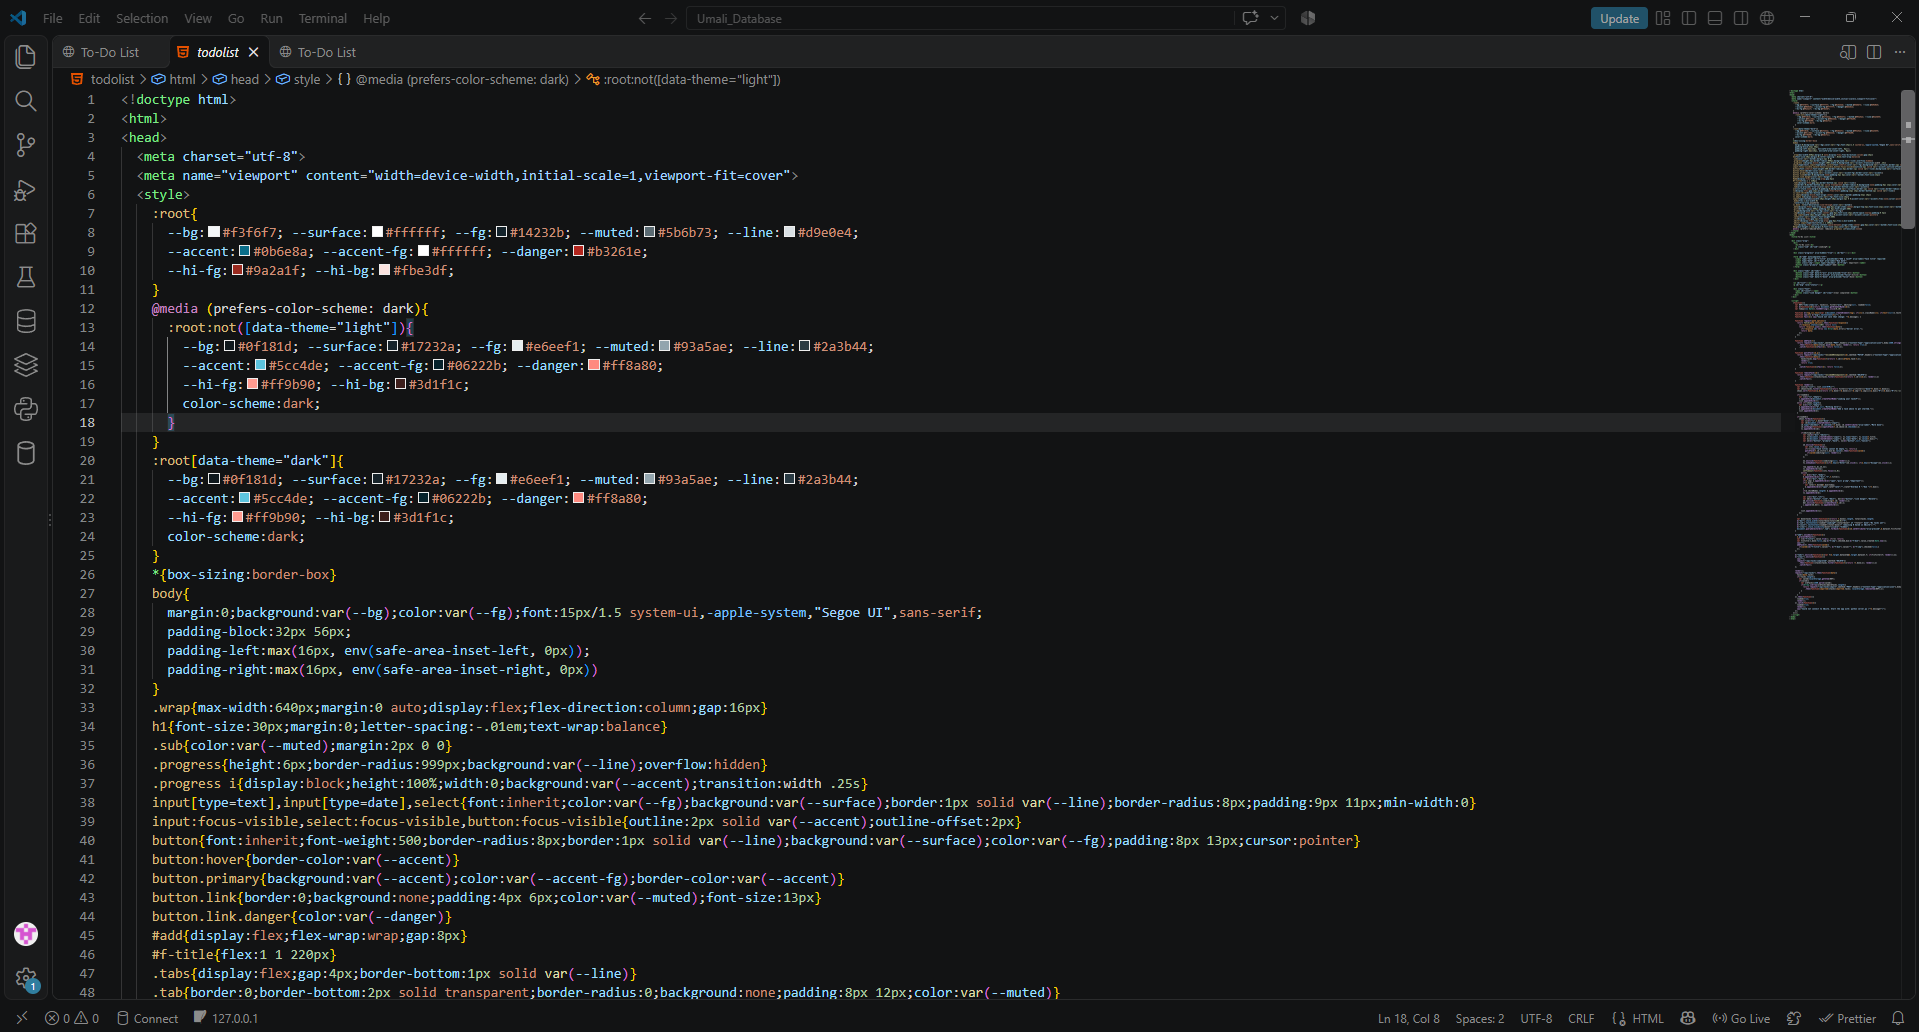 File Edit Selection View Go Run Terminal Help
Umali_Database
Update
To-Do List
todolist
To-Do List
todolist > html > head > style > { } @media (prefers-color-scheme: dark) > :root:not([data-theme="light"])
1 <!doctype html>
2 <html>
3 <head>
4 <meta charset="utf-8">
5 <meta name="viewport" content="width=device-width,initial-scale=1,viewport-fit=cover">
6 <style>
7 :root{
8 --bg:#f3f6f7; --surface:#ffffff; --fg:#14232b; --muted:#5b6b73; --line:#d9e0e4;
9 --accent:#0b6e8a; --accent-fg:#ffffff; --danger:#b3261e;
10 --hi-fg:#9a2a1f; --hi-bg:#fbe3df;
11 }
12 @media (prefers-color-scheme: dark){
13 :root:not([data-theme="light"]){
14 --bg:#0f181d; --surface:#17232a; --fg:#e6eef1; --muted:#93a5ae; --line:#2a3b44;
15 --accent:#5cc4de; --accent-fg:#06222b; --danger:#ff8a80;
16 --hi-fg:#ff9b90; --hi-bg:#3d1f1c;
17 color-scheme:dark;
18 }
19 }
20 :root[data-theme="dark"]{
21 --bg:#0f181d; --surface:#17232a; --fg:#e6eef1; --muted:#93a5ae; --line:#2a3b44;
22 --accent:#5cc4de; --accent-fg:#06222b; --danger:#ff8a80;
23 --hi-fg:#ff9b90; --hi-bg:#3d1f1c;
24 color-scheme:dark;
25 }
26 *{box-sizing:border-box}
27 body{
28 margin:0;background:var(--bg);color:var(--fg);font:15px/1.5 system-ui,-apple-system,"Segoe UI",sans-serif;
29 padding-block:32px 56px;
30 padding-left:max(16px, env(safe-area-inset-left, 0px));
31 padding-right:max(16px, env(safe-area-inset-right, 0px))
32 }
33 .wrap{max-width:640px;margin:0 auto;display:flex;flex-direction:column;gap:16px}
34 h1{font-size:30px;margin:0;letter-spacing:-.01em;text-wrap:balance}
35 .sub{color:var(--muted);margin:2px 0 0}
36 .progress{height:6px;border-radius:999px;background:var(--line);overflow:hidden}
37 .progress i{display:block;height:100%;width:0;background:var(--accent);transition:width .25s}
38 input[type=text],input[type=date],select{font:inherit;color:var(--fg);background:var(--surface);border:1px solid var(--line);border-radius:8px;padding:9px 11px;min-width:0}
39 input:focus-visible,select:focus-visible,button:focus-visible{outline:2px solid var(--accent);outline-offset:2px}
40 button{font:inherit;font-weight:500;border-radius:8px;border:1px solid var(--line);background:var(--surface);color:var(--fg);padding:8px 13px;cursor:pointer}
41 button:hover{border-color:var(--accent)}
42 button.primary{background:var(--accent);color:var(--accent-fg);border-color:var(--accent)}
43 button.link{border:0;background:none;padding:4px 6px;color:var(--muted);font-size:13px}
44 button.link.danger{color:var(--danger)}
45 #add{display:flex;flex-wrap:wrap;gap:8px}
46 #f-title{flex:1 1 220px}
47 .tabs{display:flex;gap:4px;border-bottom:1px solid var(--line)}
48 .tab{border:0;border-bottom:2px solid transparent;border-radius:0;background:none;padding:8px 12px;color:var(--muted)}
1
0 0 Connect 127.0.0.1 Ln 18, Col 8 Spaces: 2 UTF-8 CRLF { } HTML Go Live Prettier